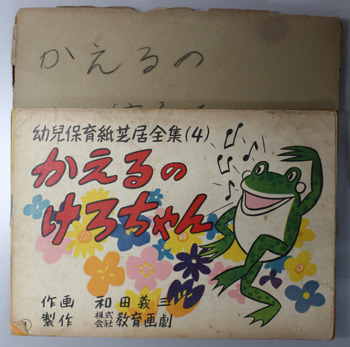 かえるの
幼兒保育紙芝居全集(4)
かえるの
けろちゃん
作画 和田義三
製作 株式会社 教育画劇